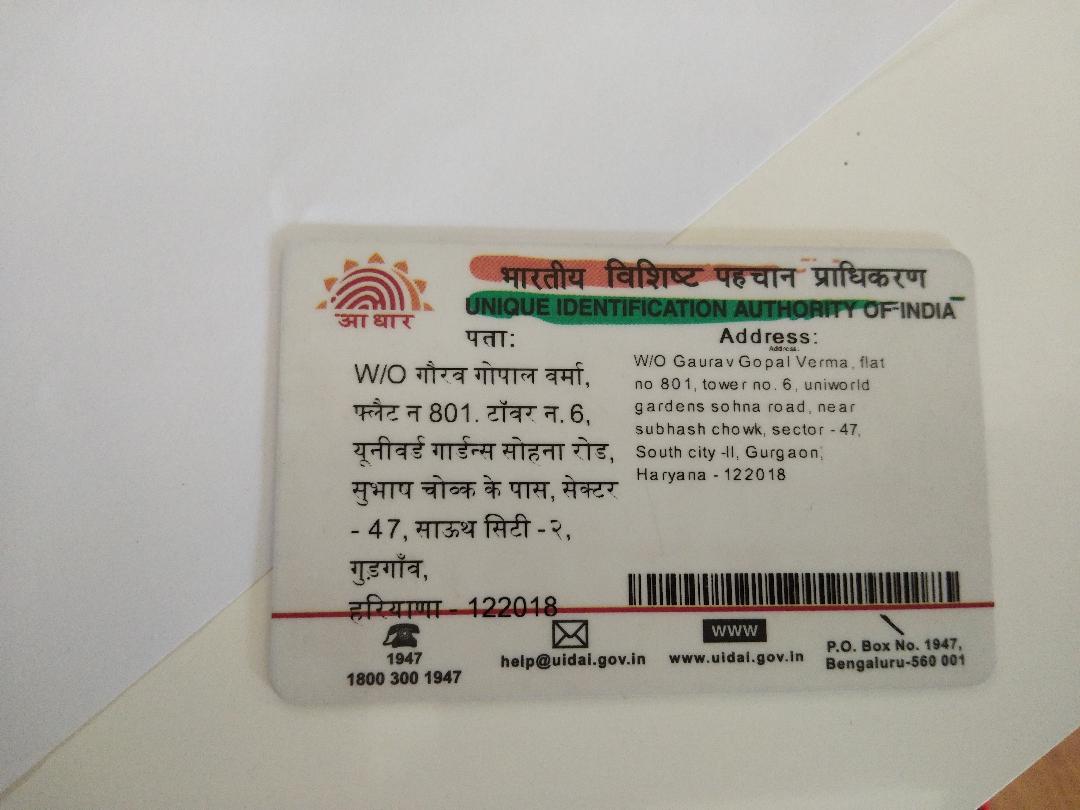 भारतीय विशिष्ट पहचान प्राधिकरण
UNIQUE IDENTIFICATION AUTHORITY OF INDIA
आधार
पता:
W/O गौरव गोपाल वर्मा,
फ्लैट न 801. टॉवर न. 6,
यूनीवर्ड गार्डन्स सोहना रोड,
सुभाष चोव्क के पास, सेक्टर
- 47, साऊथ सिटी -२,
गुड़गाँव,
हरियाणा - 122018
Address:
Address:
W/O Gaurav Gopal Verma, flat
no 801, tower no. 6, uniworld
gardens sohna road, near
subhash chowk, sector - 47,
South city -II, Gurgaon,
Haryana - 122018
1947
1800 300 1947
help@uidai.gov.in
WWW
www.uidai.gov.in
P.O. Box No. 1947,
Bengaluru-560 001